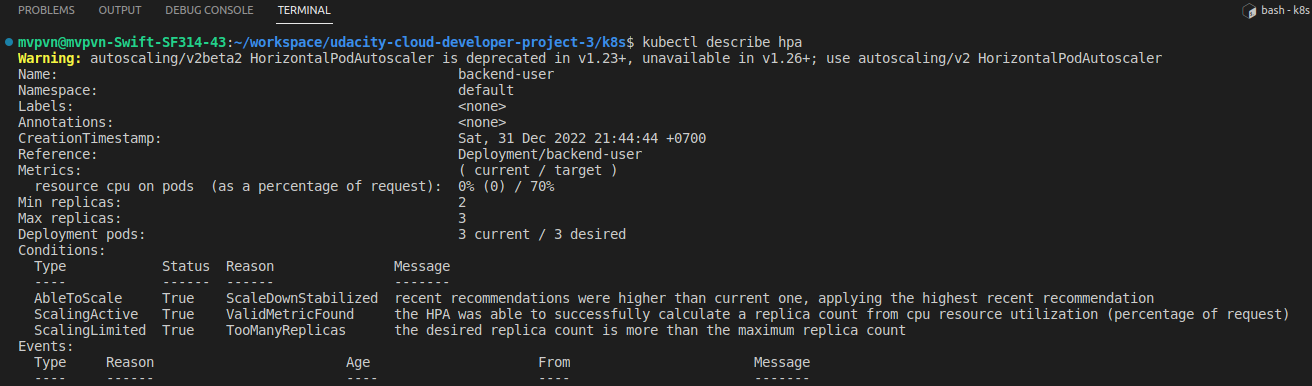 PROBLEMS OUTPUT DEBUG CONSOLE TERMINAL bash - k8s
mvpvn@mvpvn-Swift-SF314-43:~/workspace/udacity-cloud-developer-project-3/k8s$ kubectl describe hpa
Warning: autoscaling/v2beta2 HorizontalPodAutoscaler is deprecated in v1.23+, unavailable in v1.26+; use autoscaling/v2 HorizontalPodAutoscaler
Name: backend-user
Namespace: default
Labels: <none>
Annotations: <none>
CreationTimestamp: Sat, 31 Dec 2022 21:44:44 +0700
Reference: Deployment/backend-user
Metrics: ( current / target )
resource cpu on pods (as a percentage of request): 0% (0) / 70%
Min replicas: 2
Max replicas: 3
Deployment pods: 3 current / 3 desired
Conditions:
Type Status Reason Message
---- ------ ------ -------
AbleToScale True ScaleDownStabilized recent recommendations were higher than current one, applying the highest recent recommendation
ScalingActive True ValidMetricFound the HPA was able to successfully calculate a replica count from cpu resource utilization (percentage of request)
ScalingLimited True TooManyReplicas the desired replica count is more than the maximum replica count
Events:
Type Reason Age From Message
---- ------ ---- ---- -------